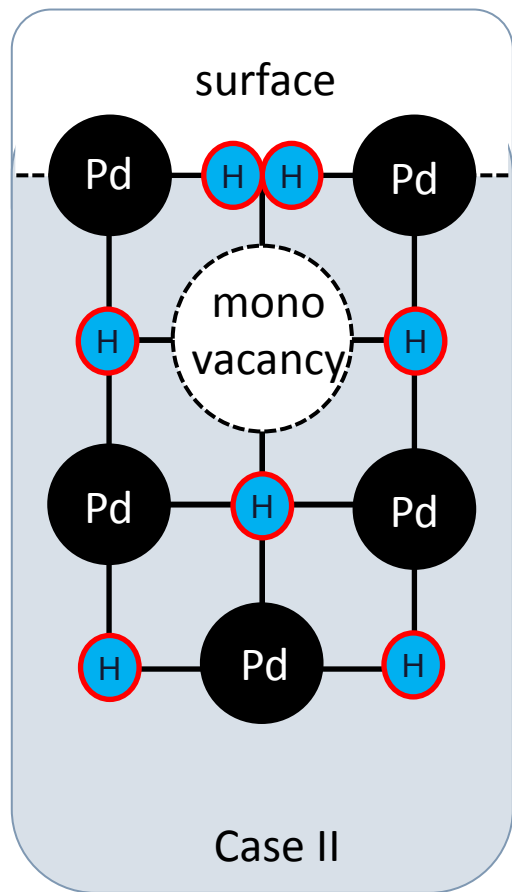 surface
Pd H H Pd
mono
H vacancy H
Pd H Pd
H Pd H
Case II